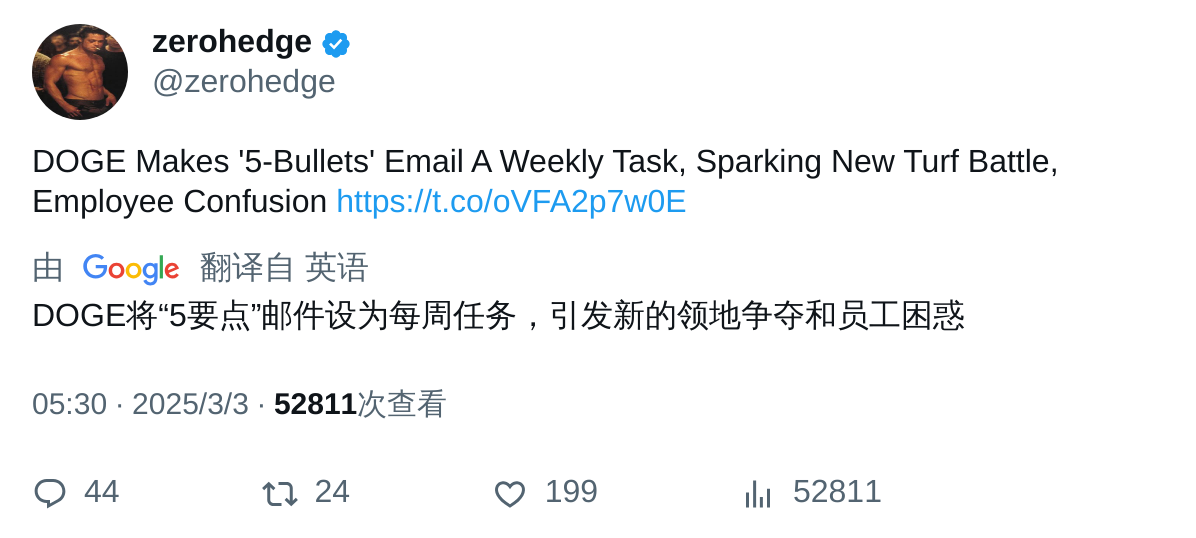 zerohedge
@zerohedge
DOGE Makes '5-Bullets' Email A Weekly Task, Sparking New Turf Battle,
Employee Confusion https://t.co/oVFA2p7w0E
由 Google 翻译自 英语
DOGE将“5要点”邮件设为每周任务，引发新的领地争夺和员工困惑
05:30 · 2025/3/3 · 52811次查看
44 24 199 52811